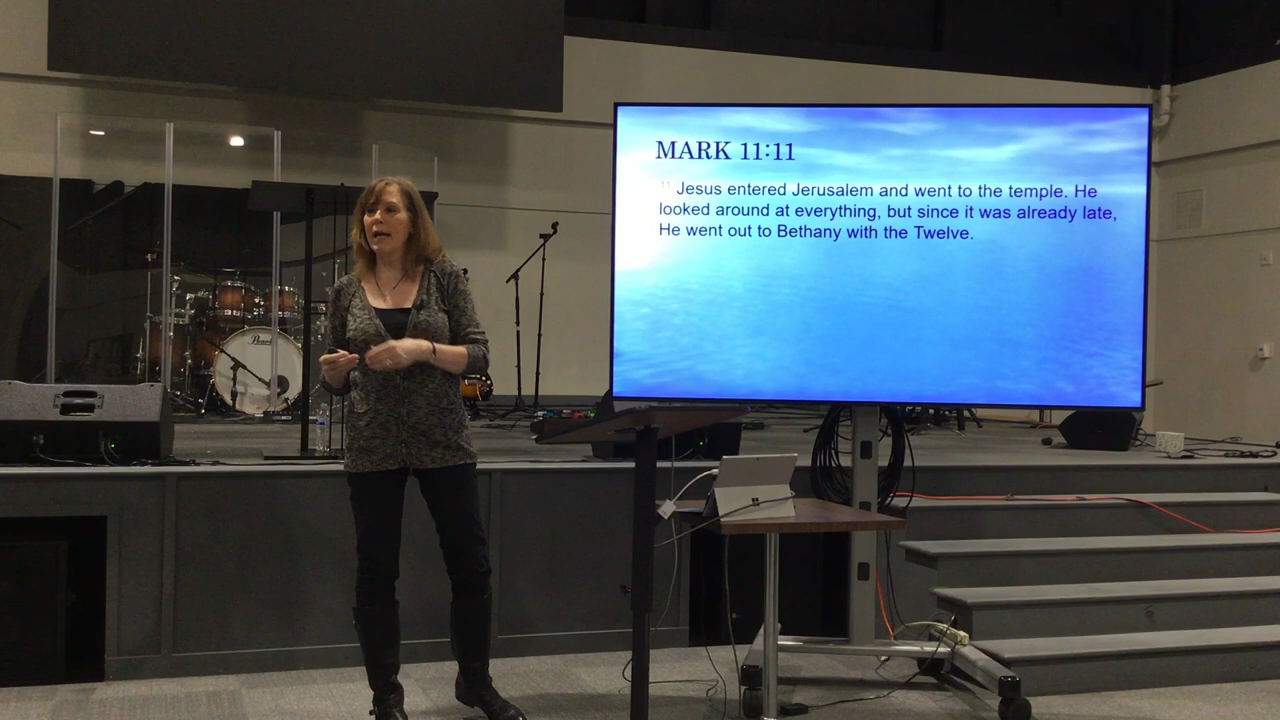 MARK 11:11
11 Jesus entered Jerusalem and went to the temple. He
looked around at everything, but since it was already late,
He went out to Bethany with the Twelve.
Pearl